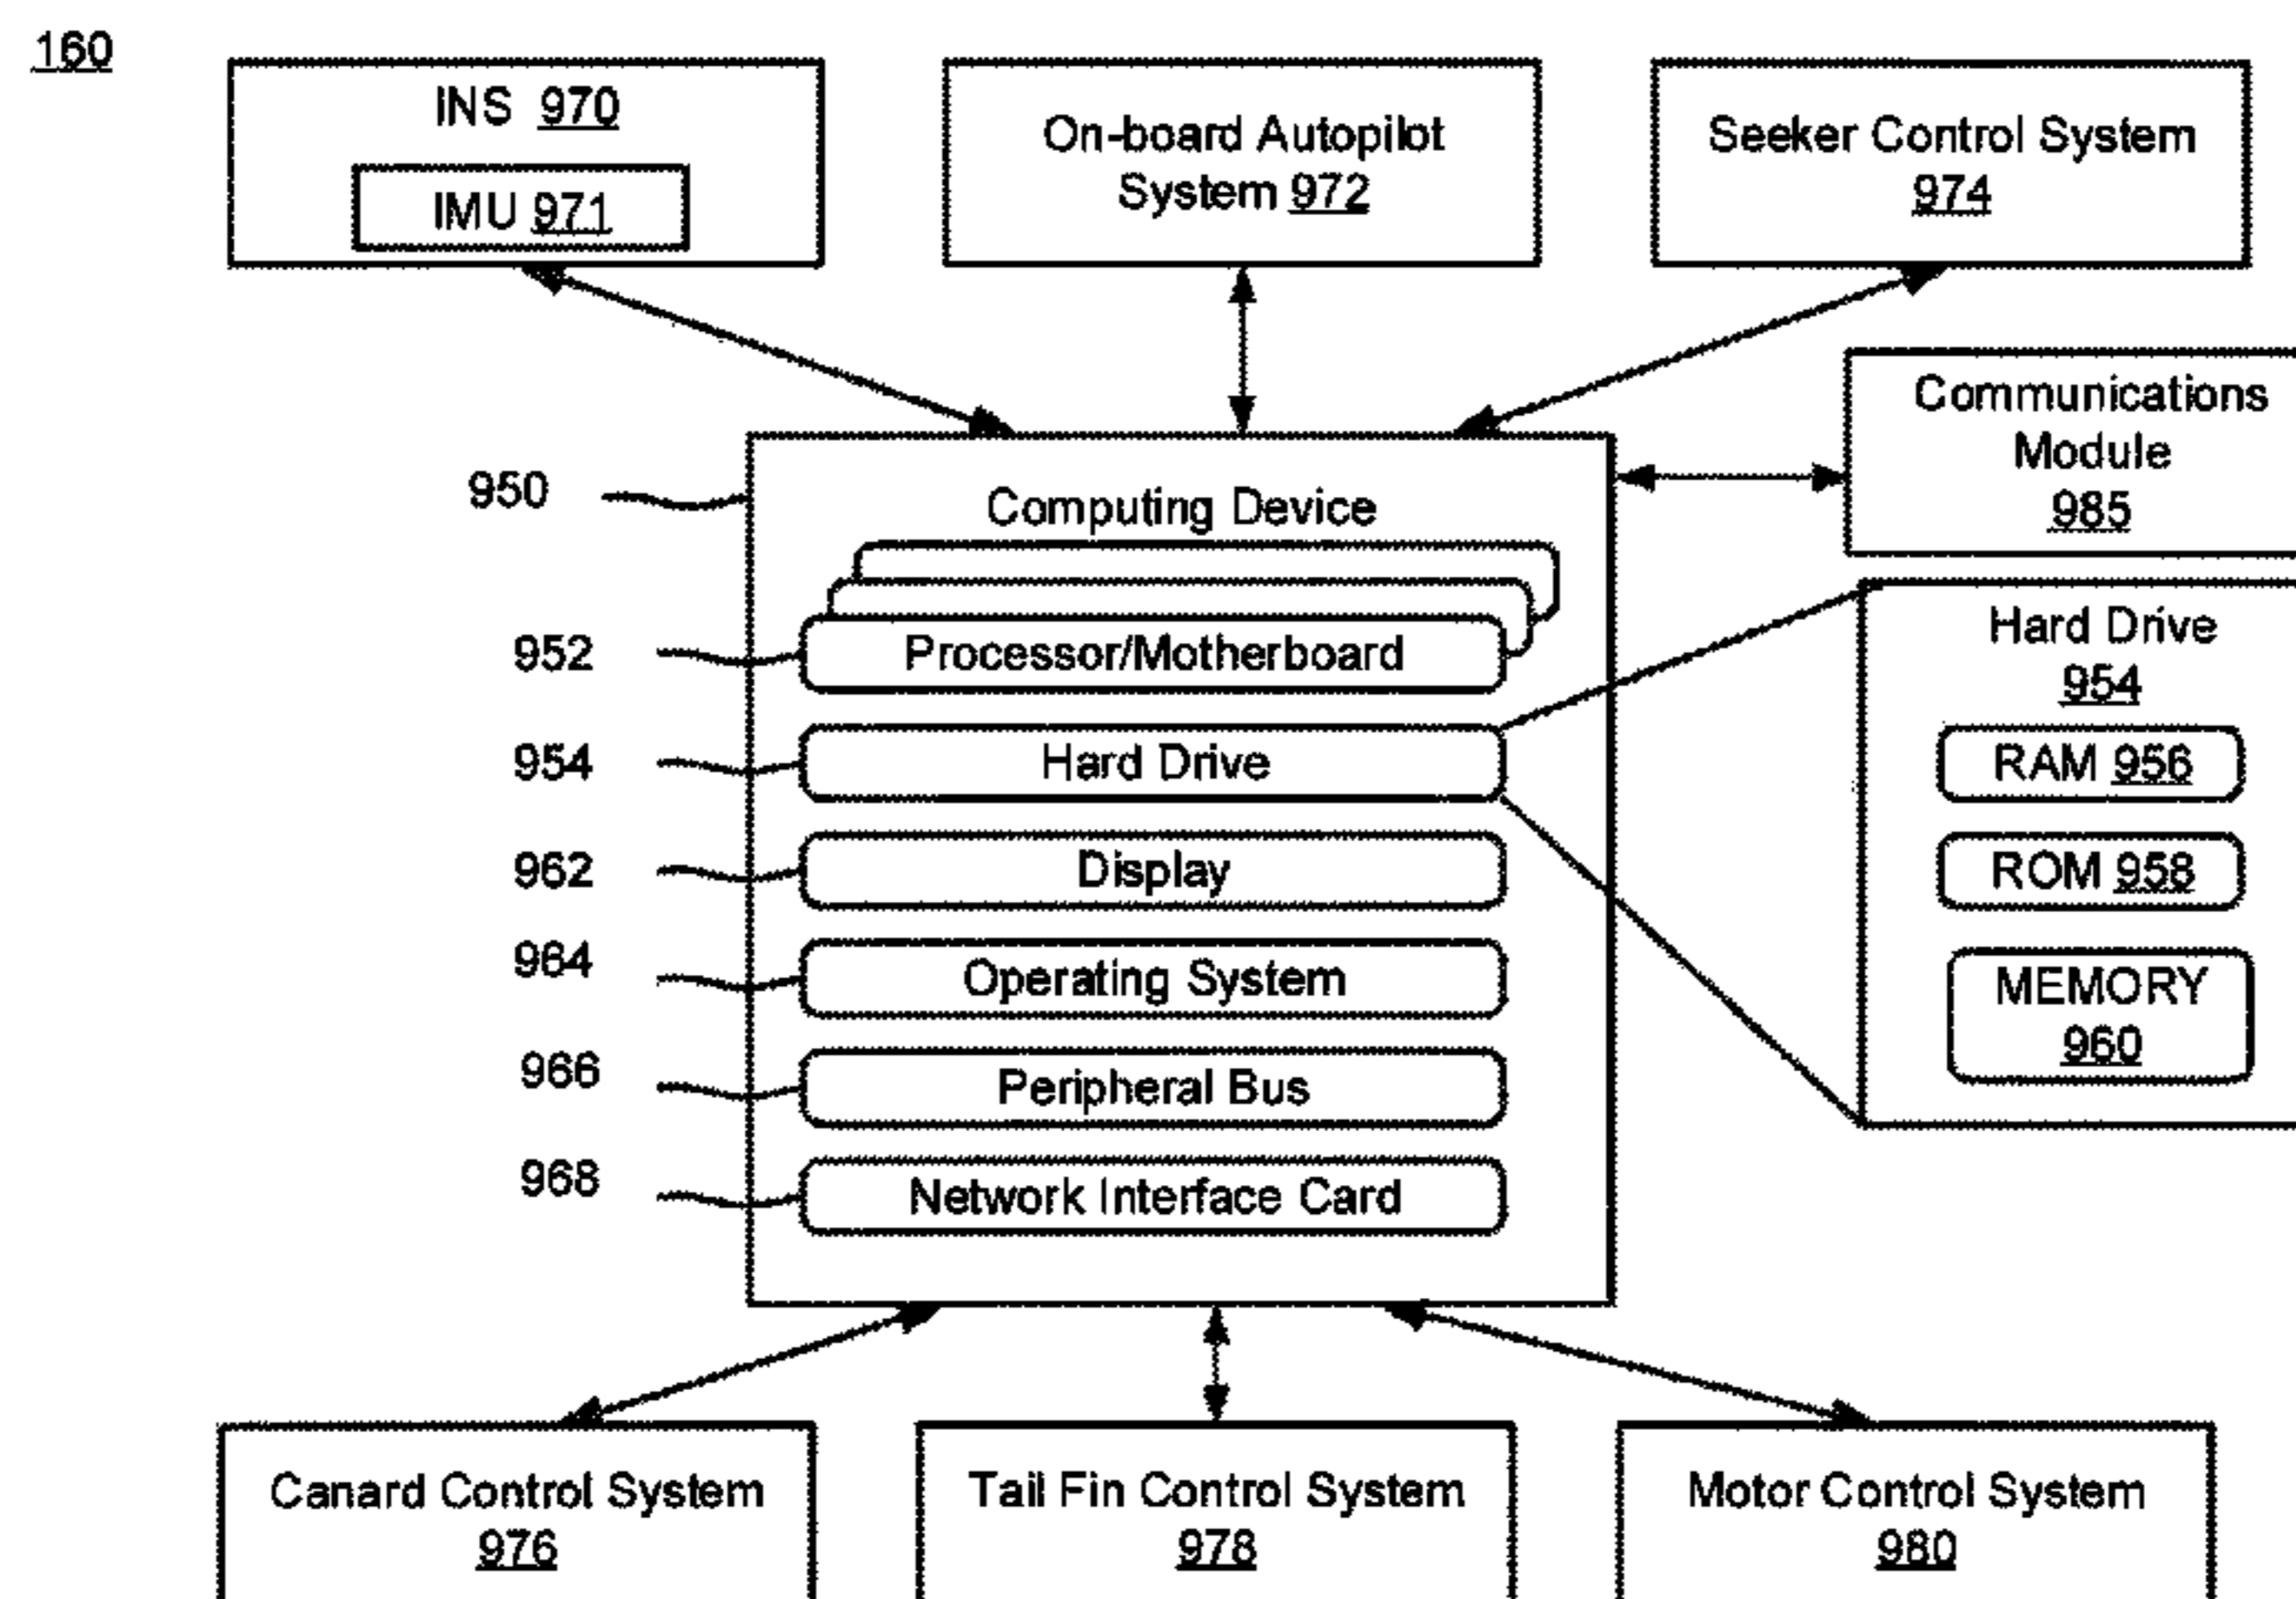 160
INS 970
IMU 971
On-board Autopilot
System 972
Seeker Control System
974
Communications
Module
985
950
Computing Device
952
Processor/Motherboard
954
Hard Drive
962
Display
964
Operating System
966
Peripheral Bus
968
Network Interface Card
Hard Drive
954
RAM 956
ROM 958
MEMORY
960
Canard Control System
976
Tail Fin Control System
978
Motor Control System
980